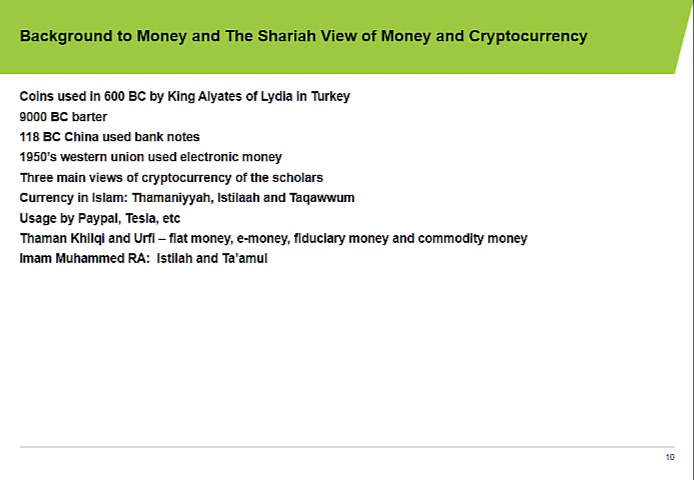 Background to Money and The Shariah View of Money and Cryptocurrency
Coins used in 600 BC by King Alyates of Lydia in Turkey
9000 BC barter
118 BC China used bank notes
1950's western union used electronic money
Three main views of cryptocurrency of the scholars
Currency in Islam: Thamaniyyah, Istilaah and Taqawwum
Usage by Paypal, Tesla, etc
Thaman Khilqi and Urfi – fiat money, e-money, fiduciary money and commodity money
Imam Muhammed RA: Istilah and Ta'amul
10